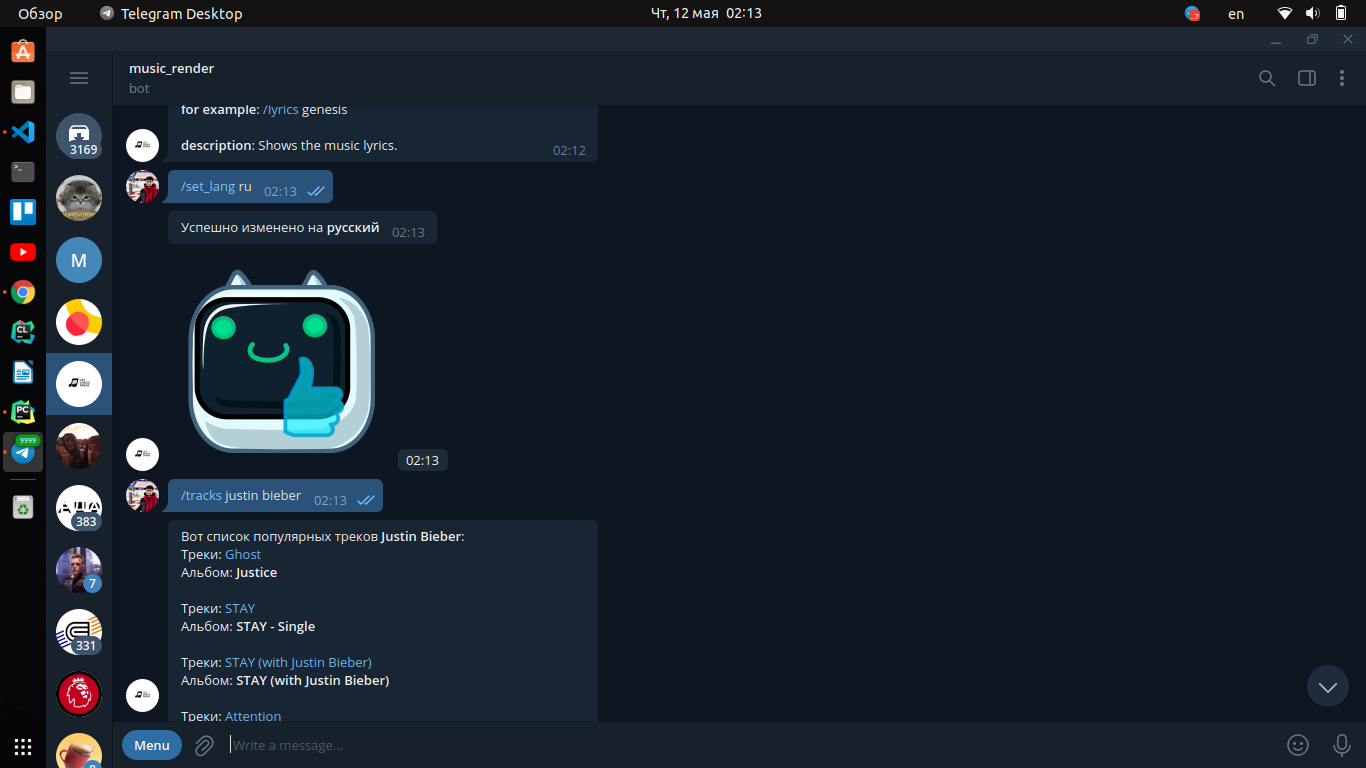 Обзор
Telegram Desktop
Чт, 12 мая 02:13
7
en
music_render
bot
3169
for example: /lyrics genesis
description: Shows the music lyrics.
02:12
/set_lang ru 02:13
Успешно изменено на русский 02:13
M
CL
PC
9999
02:13
/tracks justin bieber 02:13
383
Вот список популярных треков Justin Bieber:
Треки: Ghost
Альбом: Justice
7
Треки: STAY
Альбом: STAY - Single
331
Треки: STAY (with Justin Bieber)
Альбом: STAY (with Justin Bieber)
Треки: Attention
Menu
Write a message...